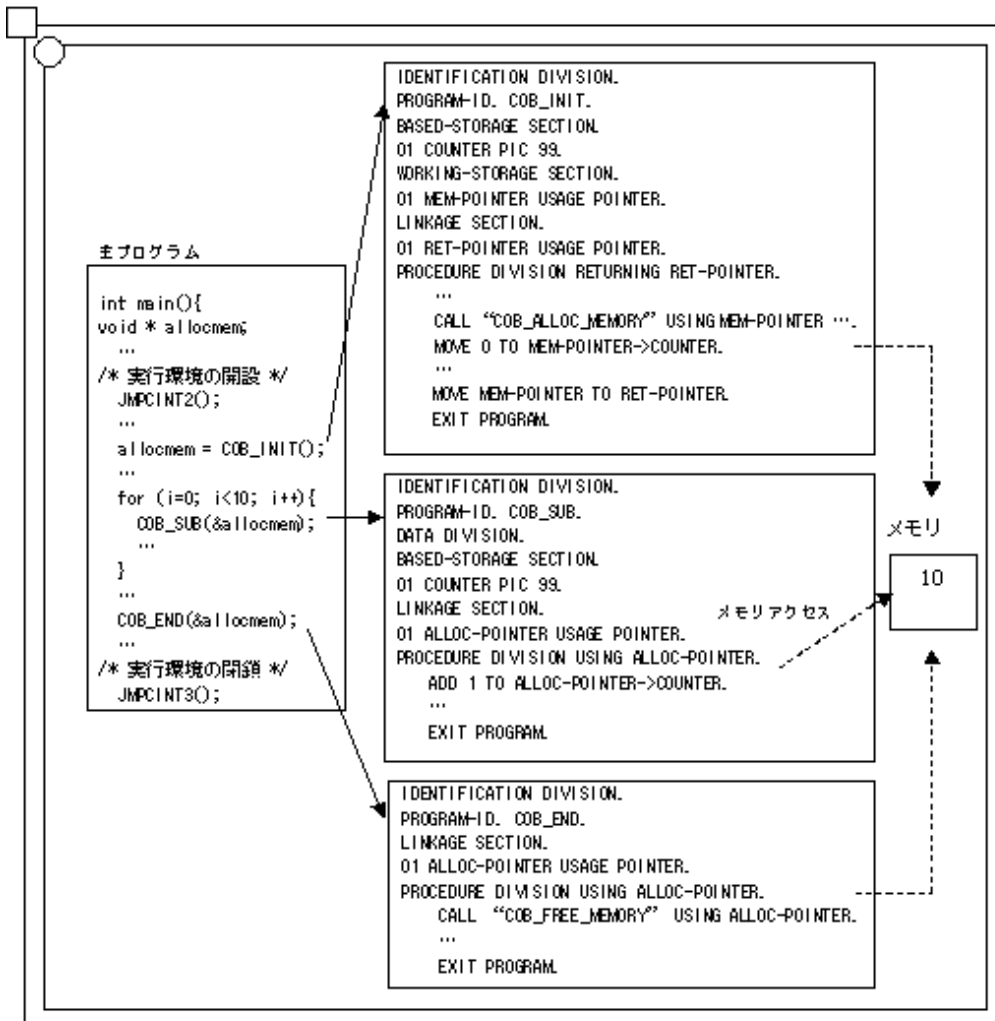 主プログラム
int main(){
void * allocmem;
…
/* 実行環境の開設 */
JMPCINT2();
…
allocmem = COB_INIT();
…
for (i=0; i<10; i++){
COB_SUB(&allocmem);
…
}
…
COB_END(&allocmem);
…
/* 実行環境の閉鎖 */
JMPCINT3();
IDENTIFICATION DIVISION.
PROGRAM-ID. COB_INIT.
BASED-STORAGE SECTION.
01 COUNTER PIC 99.
WORKING-STORAGE SECTION.
01 MEM-POINTER USAGE POINTER.
LINKAGE SECTION.
01 RET-POINTER USAGE POINTER.
PROCEDURE DIVISION RETURNING RET-POINTER.
…
CALL “COB_ALLOC_MEMORY” USING MEM-POINTER ….
MOVE 0 TO MEM-POINTER->COUNTER.
…
MOVE MEM-POINTER TO RET-POINTER.
EXIT PROGRAM.
IDENTIFICATION DIVISION.
PROGRAM-ID. COB_SUB.
DATA DIVISION.
BASED-STORAGE SECTION.
01 COUNTER PIC 99.
LINKAGE SECTION.
01 ALLOC-POINTER USAGE POINTER.
PROCEDURE DIVISION USING ALLOC-POINTER.
ADD 1 TO ALLOC-POINTER->COUNTER.
…
EXIT PROGRAM.
メモリアクセス
メモリ
10
IDENTIFICATION DIVISION.
PROGRAM-ID. COB_END.
LINKAGE SECTION.
01 ALLOC-POINTER USAGE POINTER.
PROCEDURE DIVISION USING ALLOC-POINTER.
CALL “COB_FREE_MEMORY” USING ALLOC-POINTER.
…
EXIT PROGRAM.